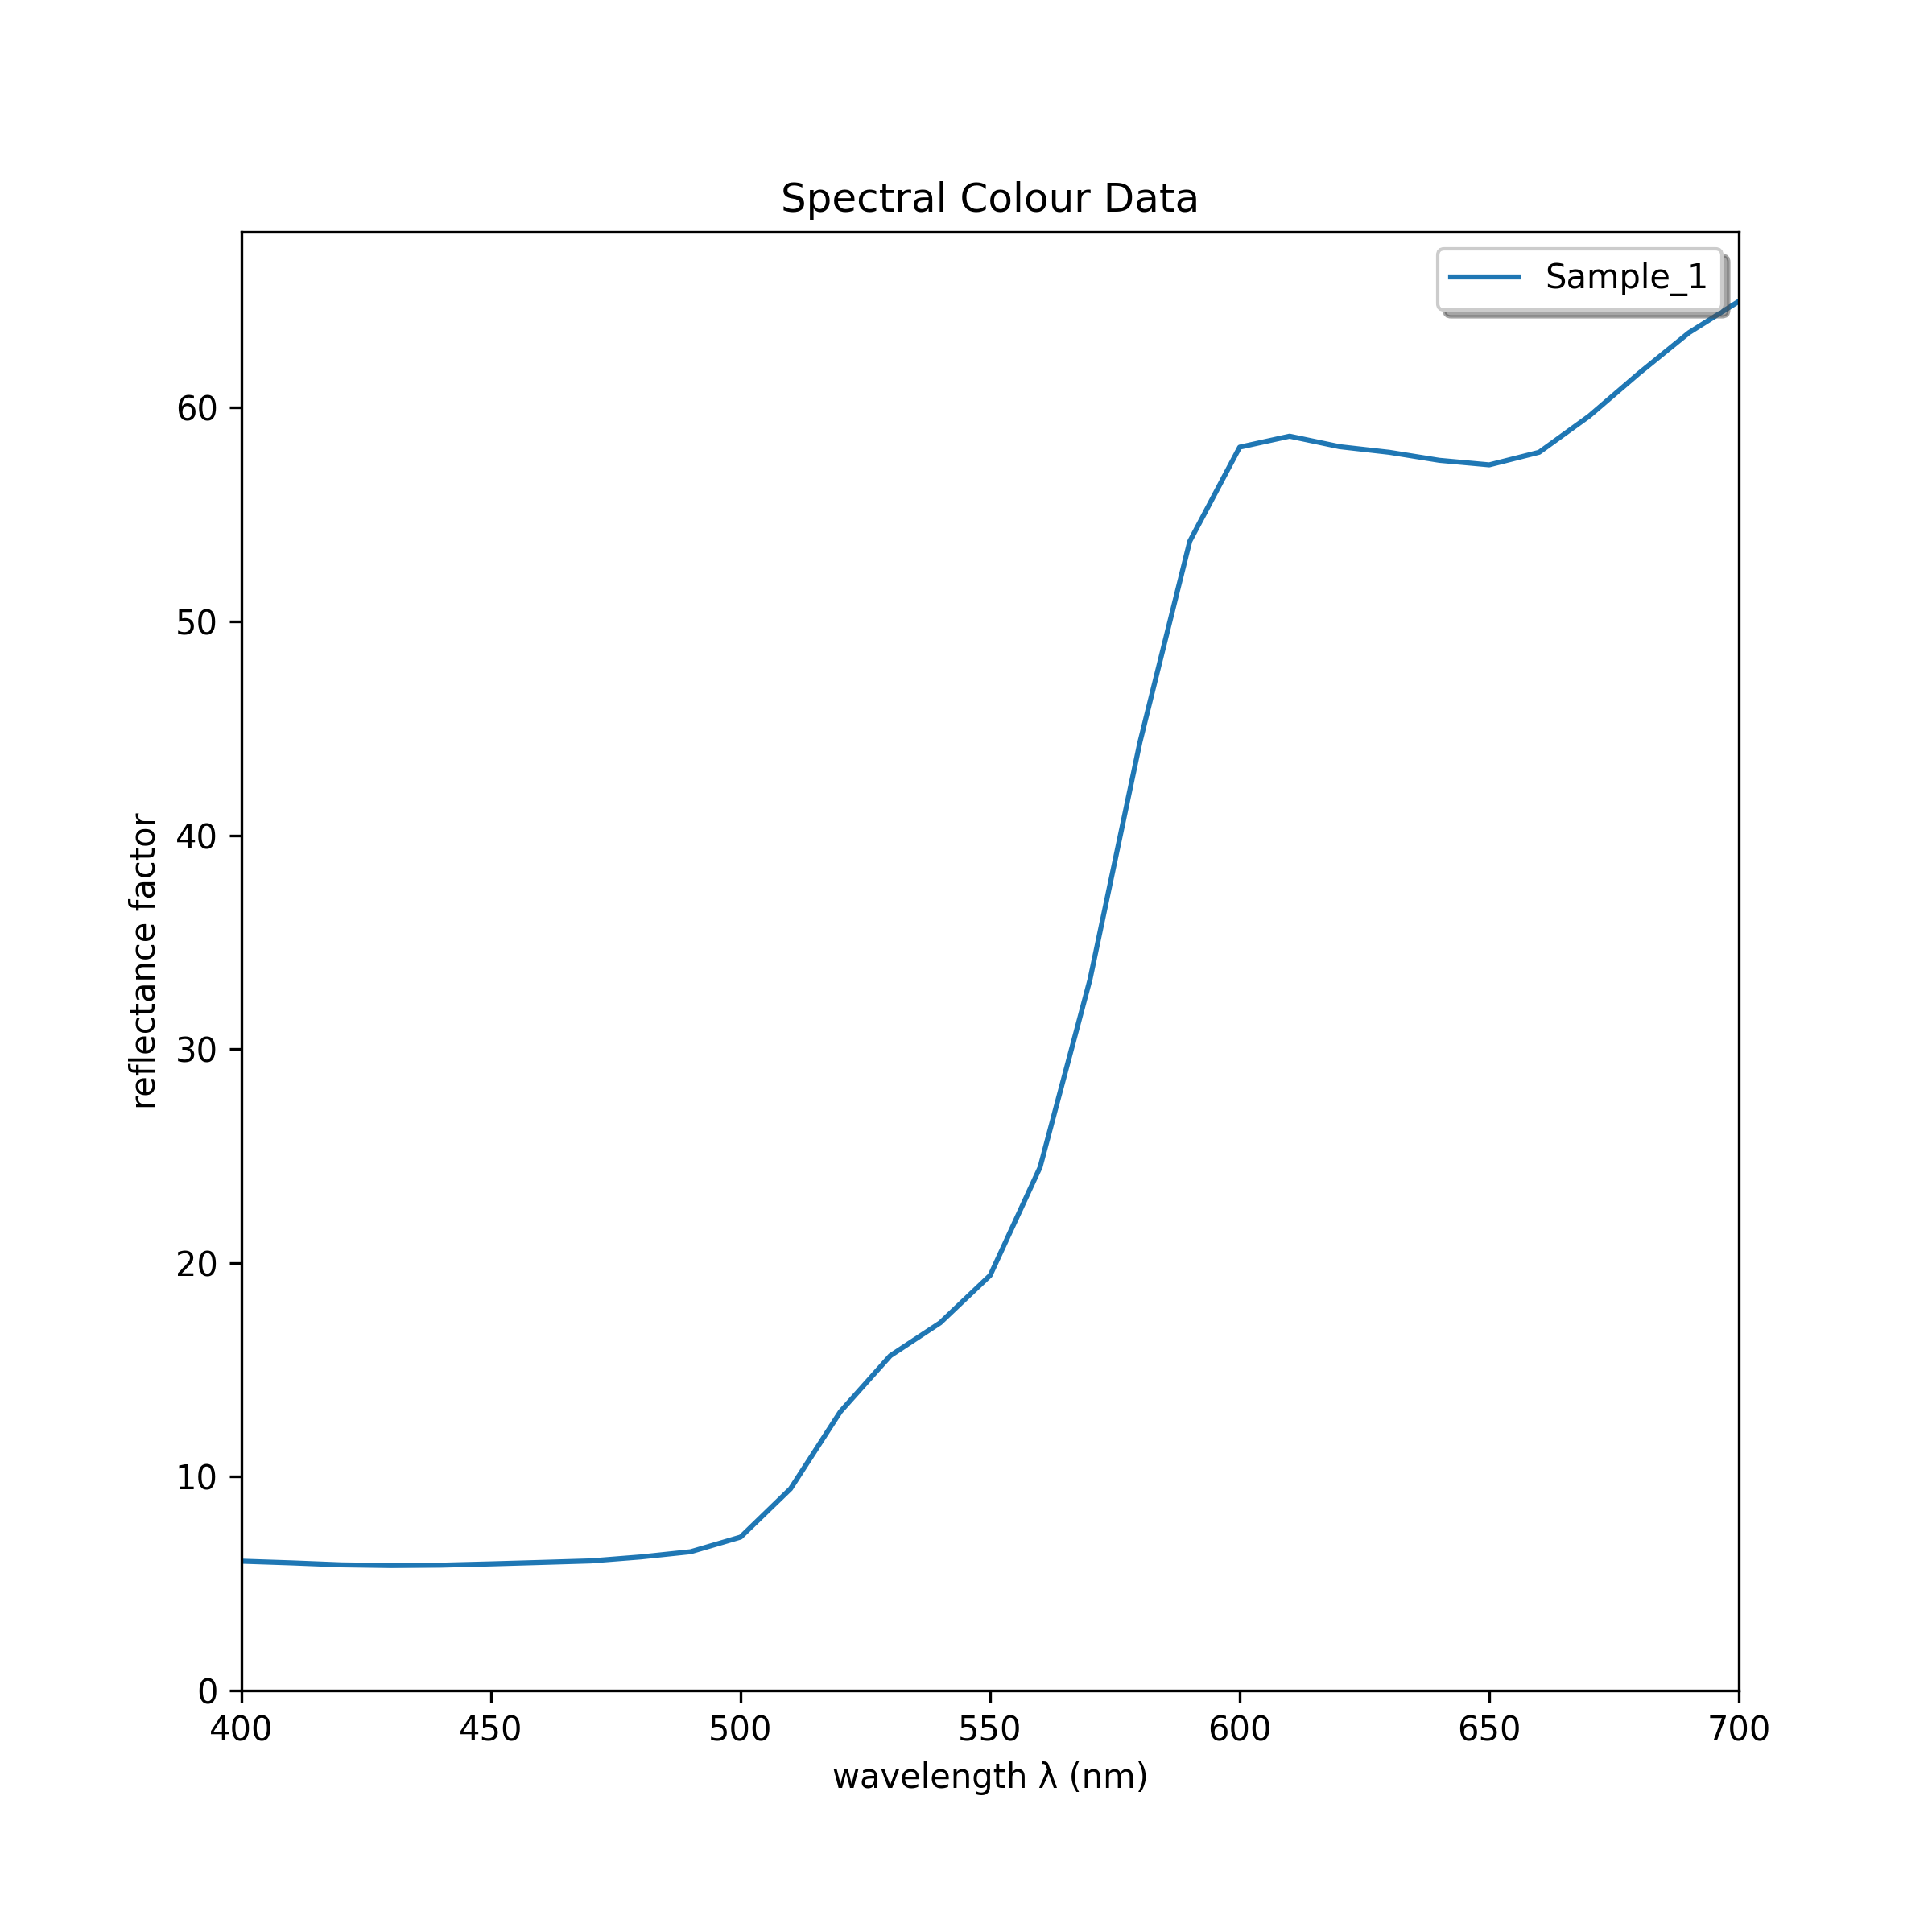 Spectral Colour Data
Sample_1
reflectance factor
60
50
40
30
20
10
0
400 450 500 550 600 650 700
wavelength λ (nm)